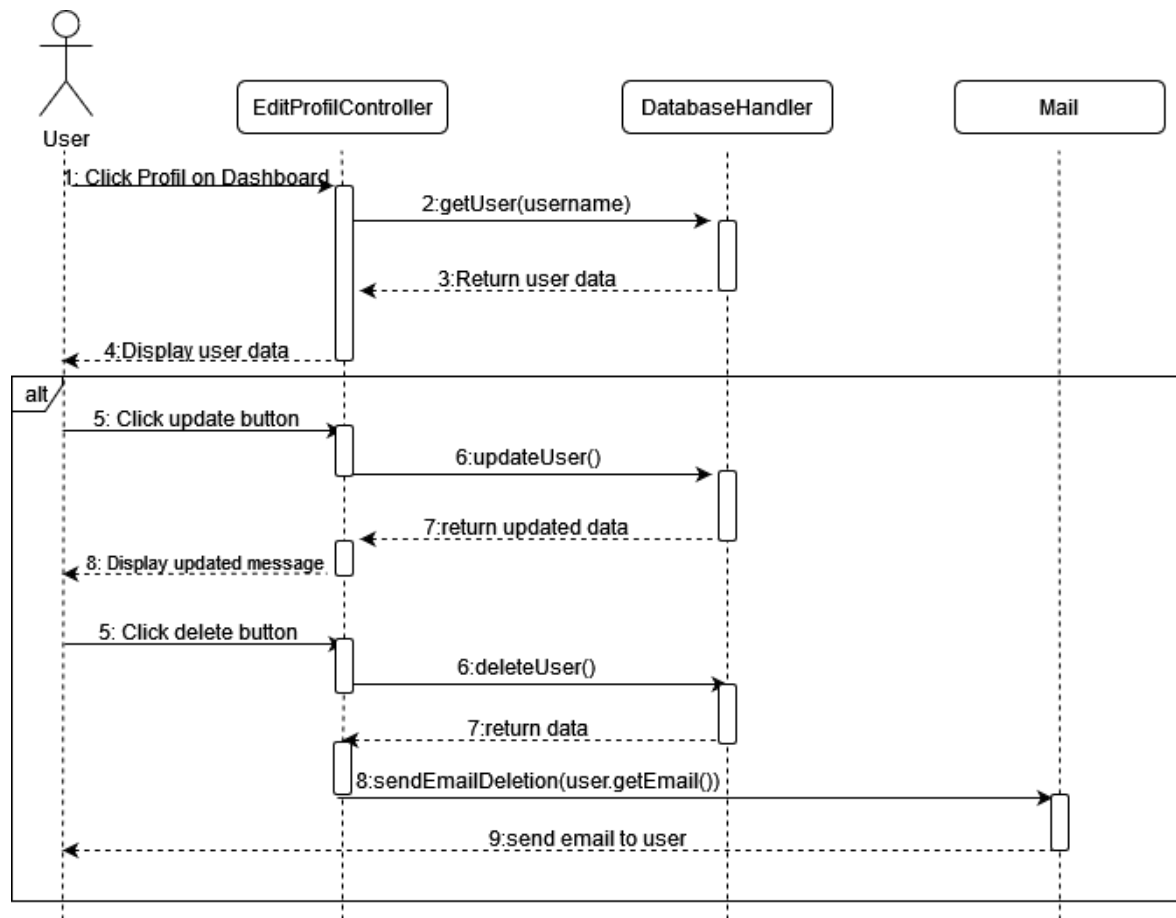 User
EditProfilController
DatabaseHandler
Mail
1: Click Profil on Dashboard
2:getUser(username)
3:Return user data
4:Display user data
alt
5: Click update button
6:updateUser()
7:return updated data
8: Display updated message
5: Click delete button
6:deleteUser()
7:return data
8:sendEmailDeletion(user.getEmail())
9:send email to user